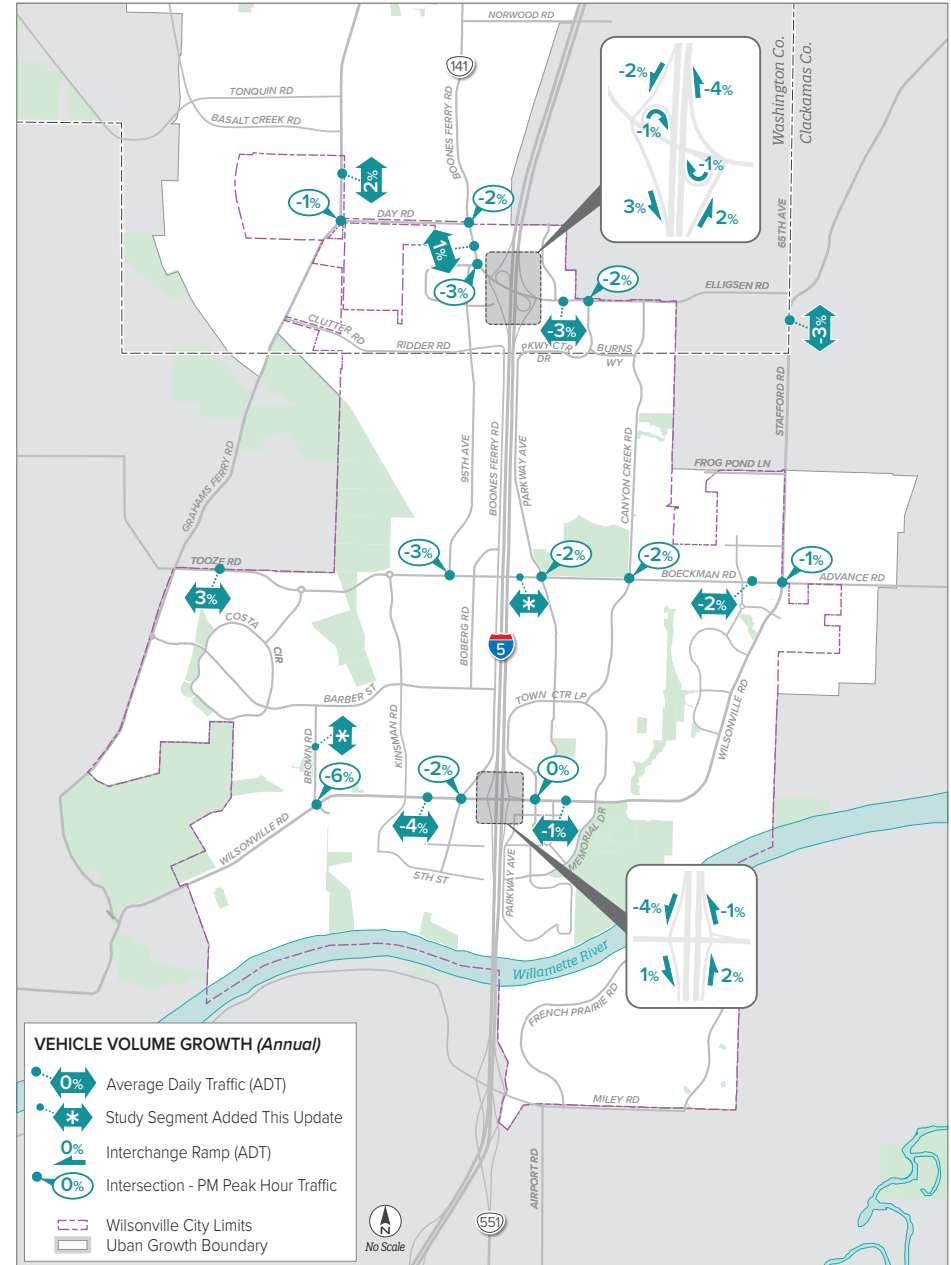 NORWOOD RD
141
BOONES FERRY RD
Washington Co.
Clackamas Co.
-2%
-4%
-1%
-1%
3%
2%
TONQUIN RD
BASALT CREEK RD
65TH AVE
2%
-1%
DAY RD
-2%
1%
-3%
-2%
ELLIGSEN RD
-3%
-3%
CLUTTER RD
RIDDER RD
PKWY CTR
DR
BURNS
WY
STAFFORD RD
GRAHAMS FERRY RD
95TH AVE
BOONES FERRY RD
PARKWAY AVE
CANYON CREEK RD
FROG POND LN
TOOZE RD
3%
-3%
-2%
*
-2%
BOECKMAN RD
-2%
-1%
ADVANCE RD
COSTA
CIR
BOBERG RD
5
BARBER ST
TOWN CTR LP
WILSONVILLE RD
BROWN RD
*
KINSMAN RD
-6%
-2%
0%
-4%
-1%
WILSONVILLE RD
MEMORIAL DR
5TH ST
PARKWAY AVE
-4%
-1%
1%
2%
Willamette River
FRENCH PRAIRIE RD
MILEY RD
AIRPORT RD
551
VEHICLE VOLUME GROWTH (Annual)
0% Average Daily Traffic (ADT)
* Study Segment Added This Update
0% Interchange Ramp (ADT)
0% Intersection - PM Peak Hour Traffic
Wilsonville City Limits
Uban Growth Boundary
N
No Scale